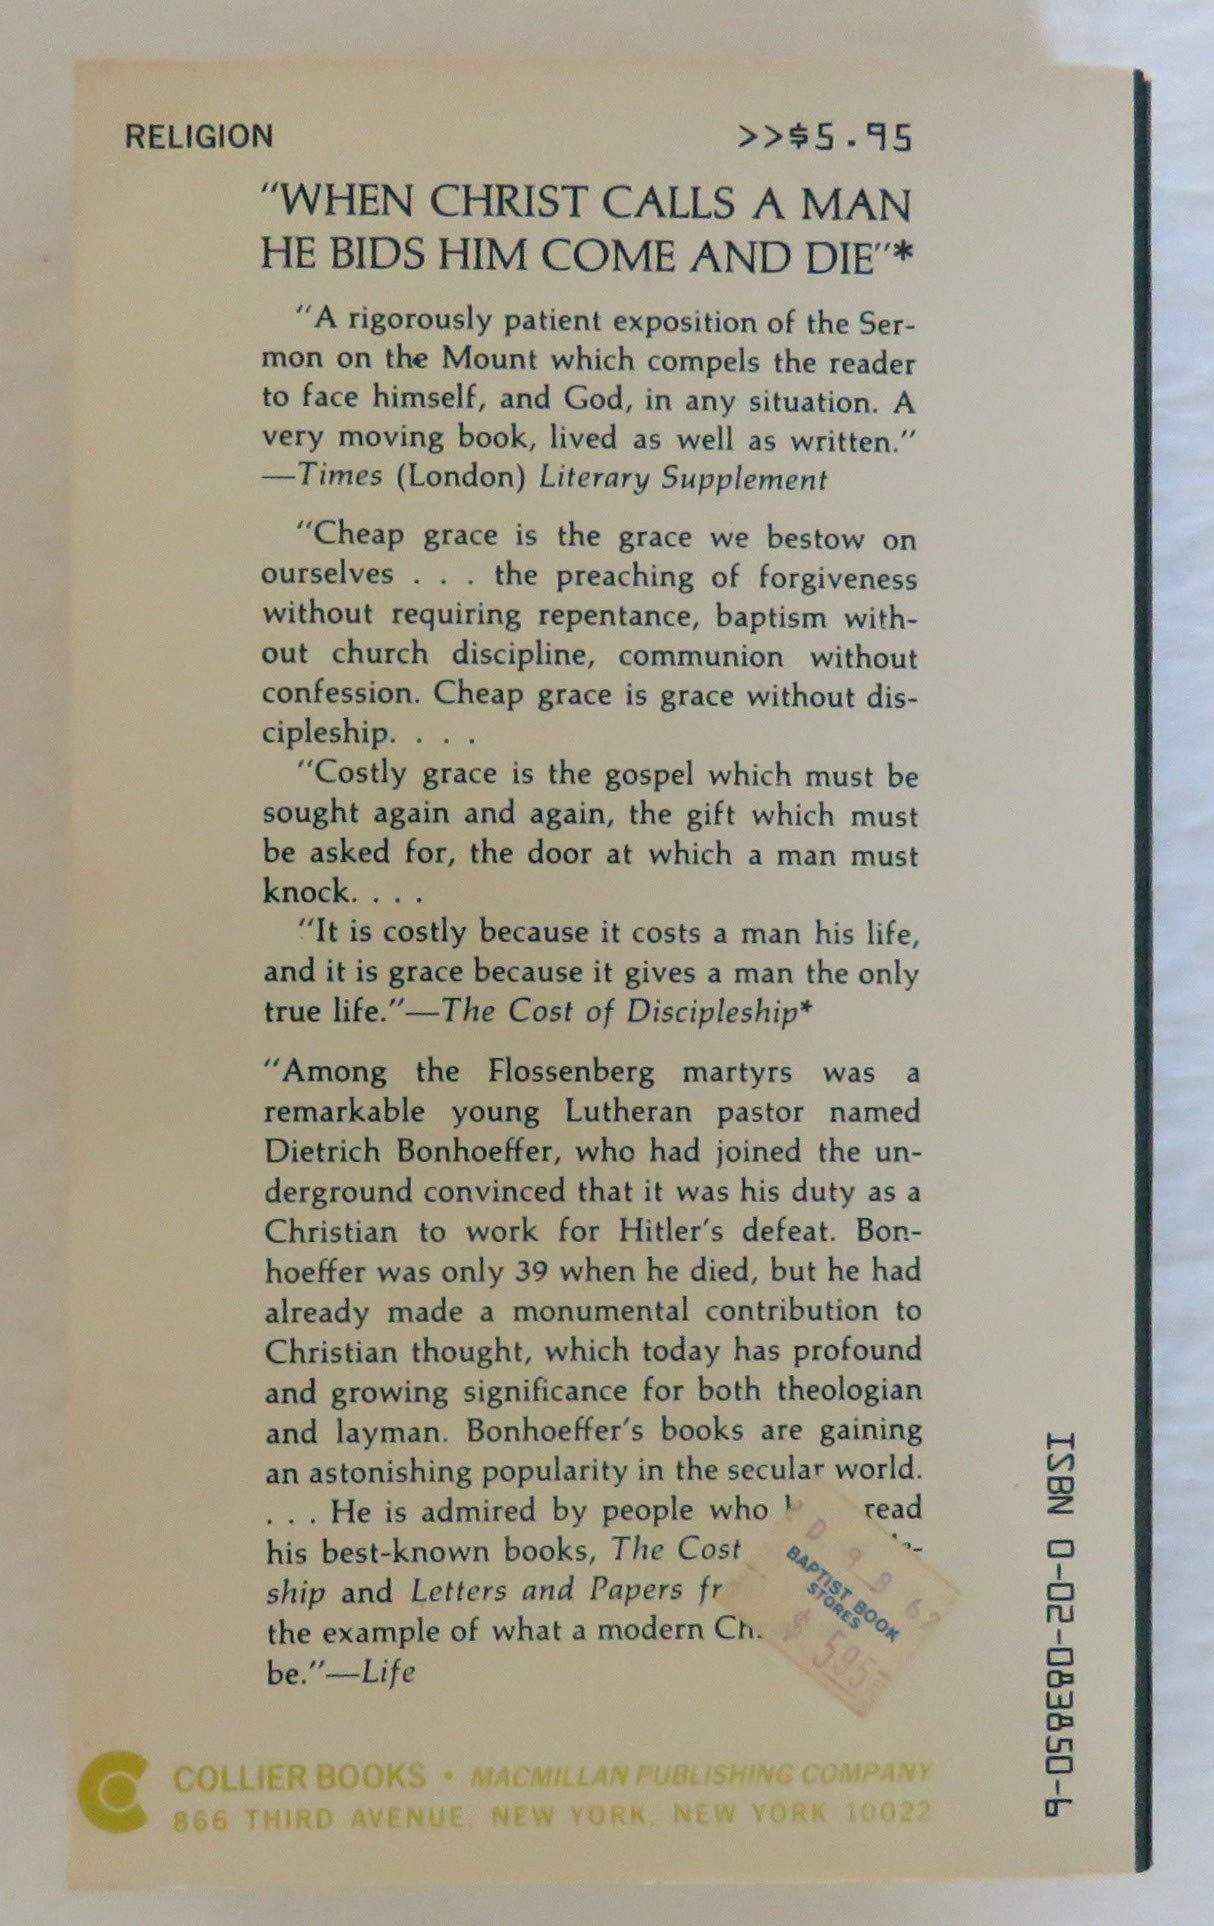 RELIGION
>>$5.95
"WHEN CHRIST CALLS A MAN
HE BIDS HIM COME AND DIE"*
"A rigorously patient exposition of the Ser-
mon on the Mount which compels the reader
to face himself, and God, in any situation. A
very moving book, lived as well as written."
—Times (London) Literary Supplement
"Cheap grace is the grace we bestow on
ourselves . . . the preaching of forgiveness
without requiring repentance, baptism with-
out church discipline, communion without
confession. Cheap grace is grace without dis-
cipleship. . . .
"Costly grace is the gospel which must be
sought again and again, the gift which must
be asked for, the door at which a man must
knock. . . .
"It is costly because it costs a man his life,
and it is grace because it gives a man the only
true life."—The Cost of Discipleship*
"Among the Flossenberg martyrs was a
remarkable young Lutheran pastor named
Dietrich Bonhoeffer, who had joined the un-
derground convinced that it was his duty as a
Christian to work for Hitler's defeat. Bon-
hoeffer was only 39 when he died, but he had
already made a monumental contribution to
Christian thought, which today has profound
and growing significance for both theologian
and layman. Bonhoeffer's books are gaining
an astonishing popularity in the secular world.
. . . He is admired by people who read
his best-known books, The Cost
ship and Letters and Papers fr
the example of what a modern Ch
be."—Life
BAPTIST BOOK
STORES
$ 5.95
COLLIER BOOKS • MACMILLAN PUBLISHING COMPANY
866 THIRD AVENUE, NEW YORK, NEW YORK 10022
ISBN 0-02-083850-6